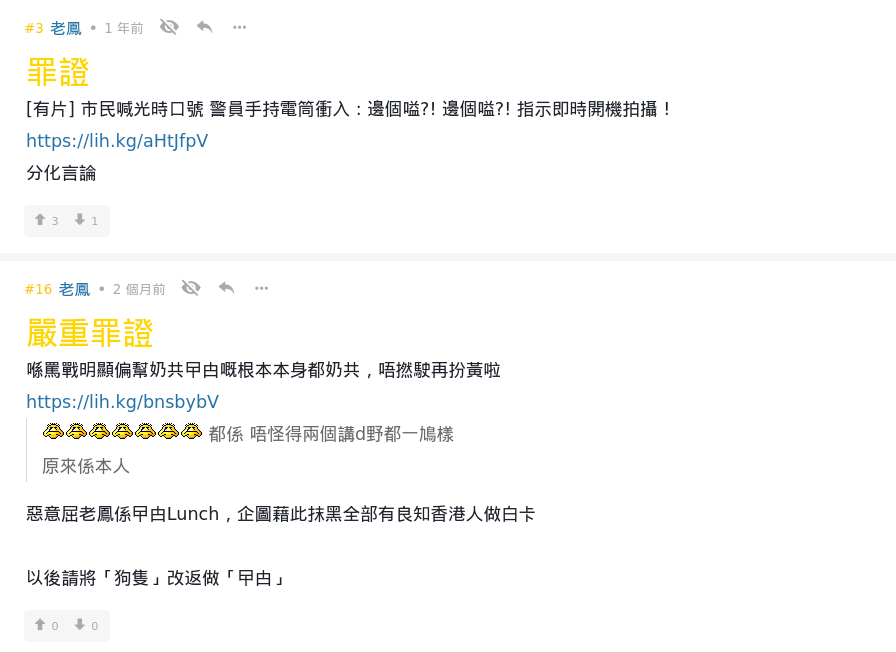 #3 老鳳 • 1 年前
罪證
[有片] 市民喊光時口號 警員手持電筒衝入：邊個嗌?! 邊個嗌?! 指示即時開機拍攝！
https://lih.kg/aHtJfpV
分化言論
3 1
#16 老鳳 • 2 個月前
嚴重罪證
喺罵戰明顯偏幫奶共曱甴嘅根本本身都奶共，唔撚駛再扮黃啦
https://lih.kg/bnsbybV
都係 唔怪得兩個講d野都一鳩樣
原來係本人
惡意屈老鳳係曱甴Lunch，企圖藉此抹黑全部有良知香港人做白卡
以後請將「狗隻」改返做「曱甴」
0 0